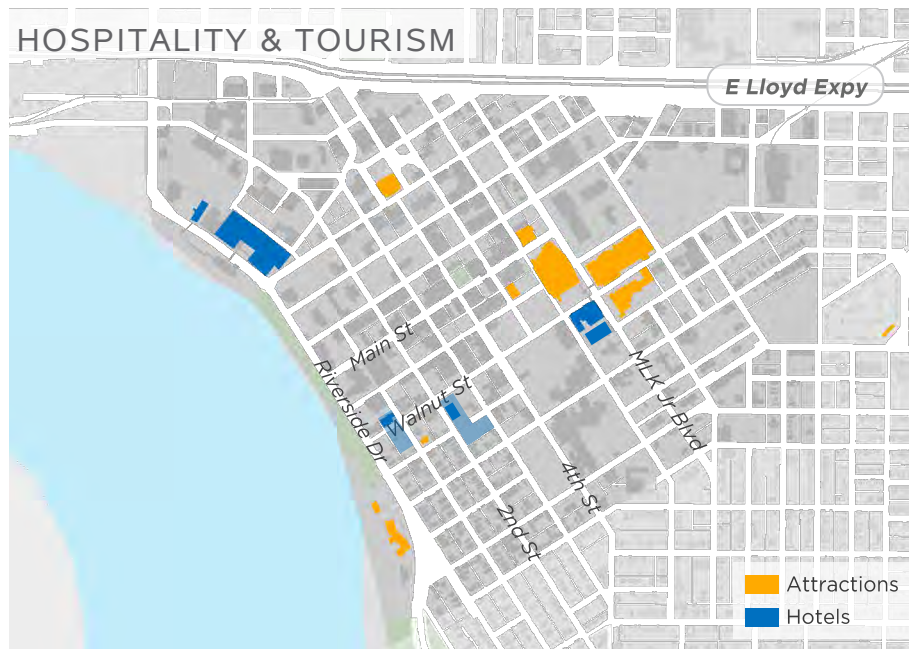 HOSPITALITY & TOURISM
E Lloyd Expy
Main St
Riverside Dr
Walnut St
MLK Jr Blvd
4th St
2nd St
Attractions
Hotels